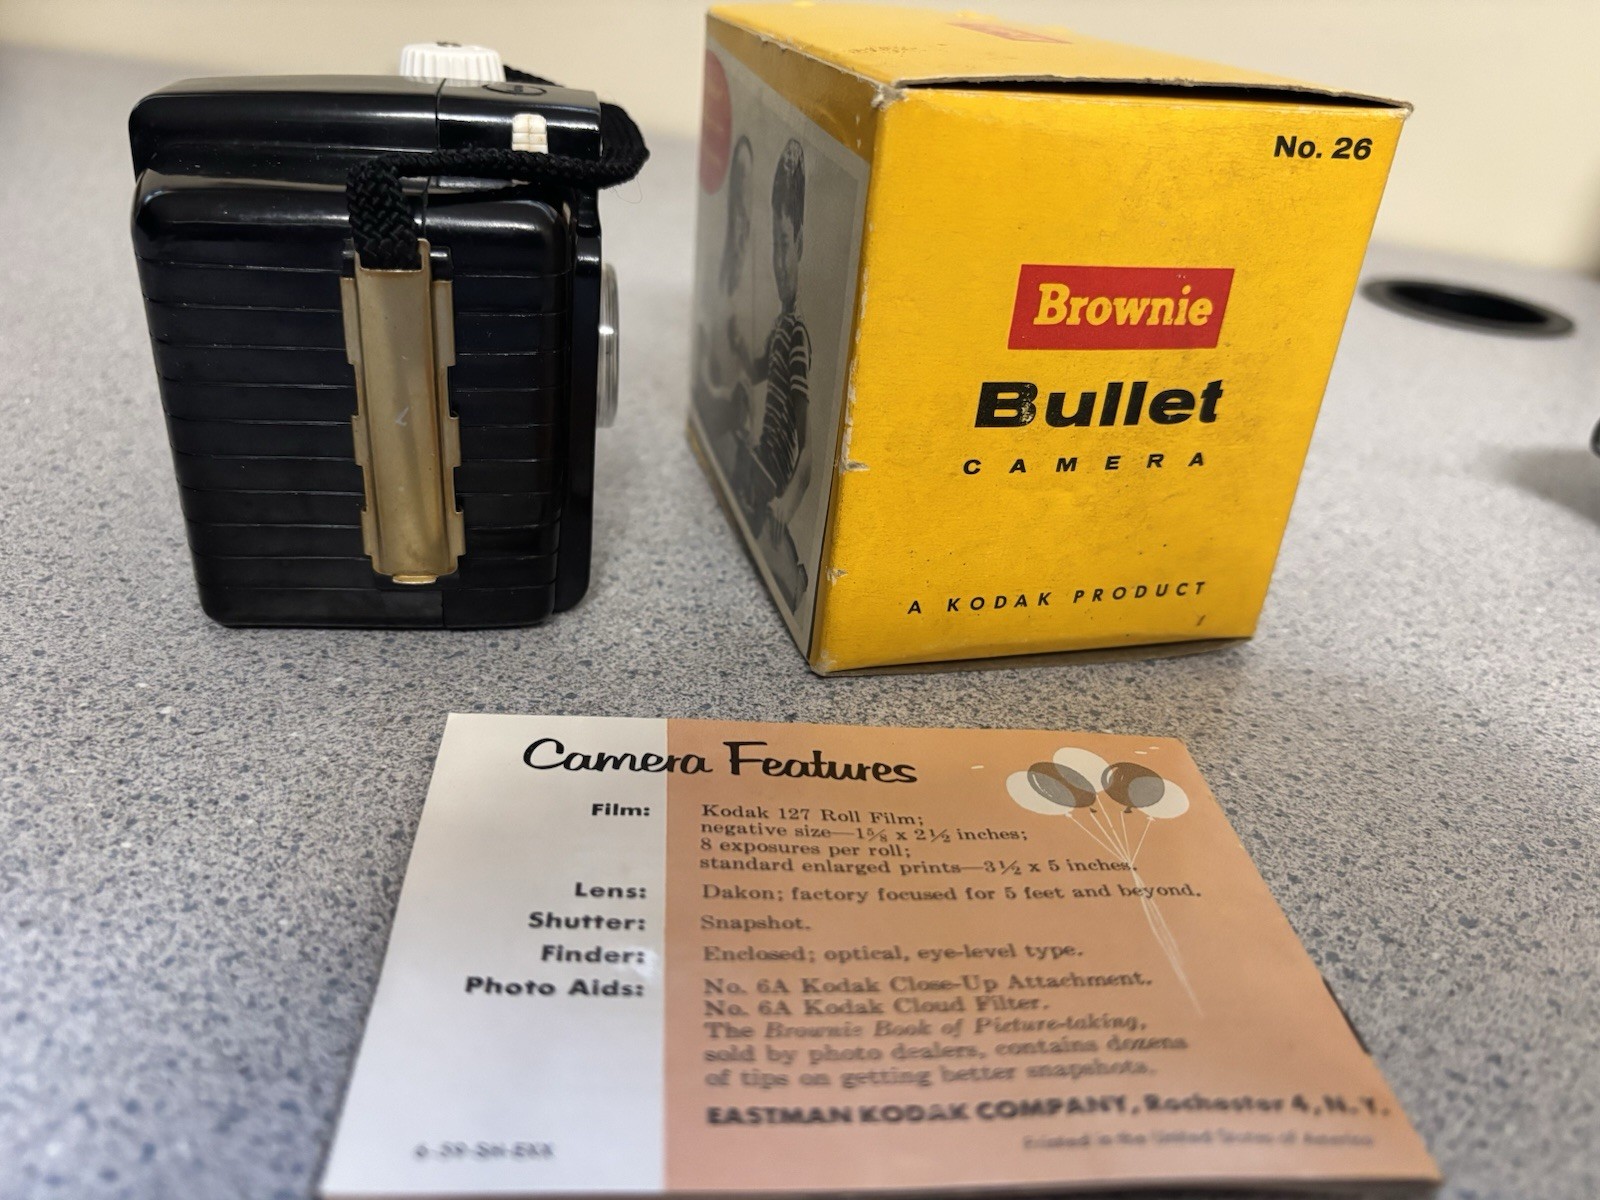 No. 26
Brownie
Bullet
CAMERA
A KODAK PRODUCT
Camera Features
Film: Kodak 127 Roll Film;
negative size—1⅝ x 2½ inches;
8 exposures per roll;
standard enlarged prints—3½ x 5 inches.
Lens: Dakon; factory focused for 5 feet and beyond.
Shutter: Snapshot.
Finder: Enclosed; optical, eye-level type.
Photo Aids: No. 6A Kodak Close-Up Attachment.
No. 6A Kodak Cloud Filter.
The Brownie Book of Picture-taking,
sold by photo dealers, contains dozens
of tips on getting better snapshots.
EASTMAN KODAK COMPANY, Rochester 4, N.Y.
Printed in the United States of America